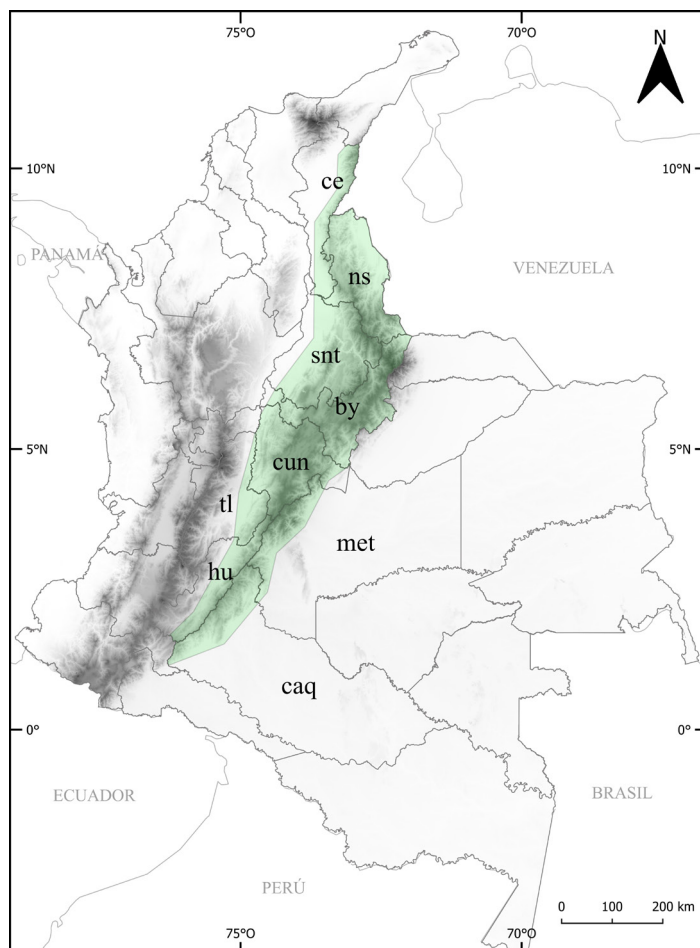 75°O 70°O
N
10°N 10°
ce
PANAMÁ
VENEZUELA
ns
snt
by
5°N 5°
cun
tl
met
hu
caq
0° 0°
ECUADOR
BRASIL
PERÚ
0 100 200 km
75°O 70°O